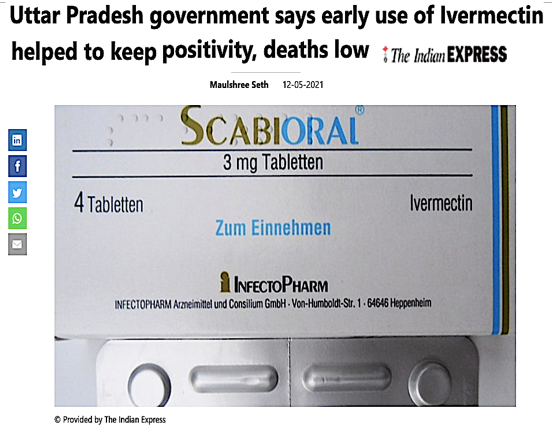 Uttar Pradesh government says early use of Ivermectin
helped to keep positivity, deaths low The Indian EXPRESS
Maulshree Seth 12-05-2021
SCABIORAL®
3 mg Tabletten
4 Tabletten Ivermectin
Zum Einnehmen
INFECTOPHARM
INFECTOPHARM Arzneimittel und Consilium GmbH · Von-Humboldt-Str. 1 · 64646 Heppenheim
in
f
© Provided by The Indian Express